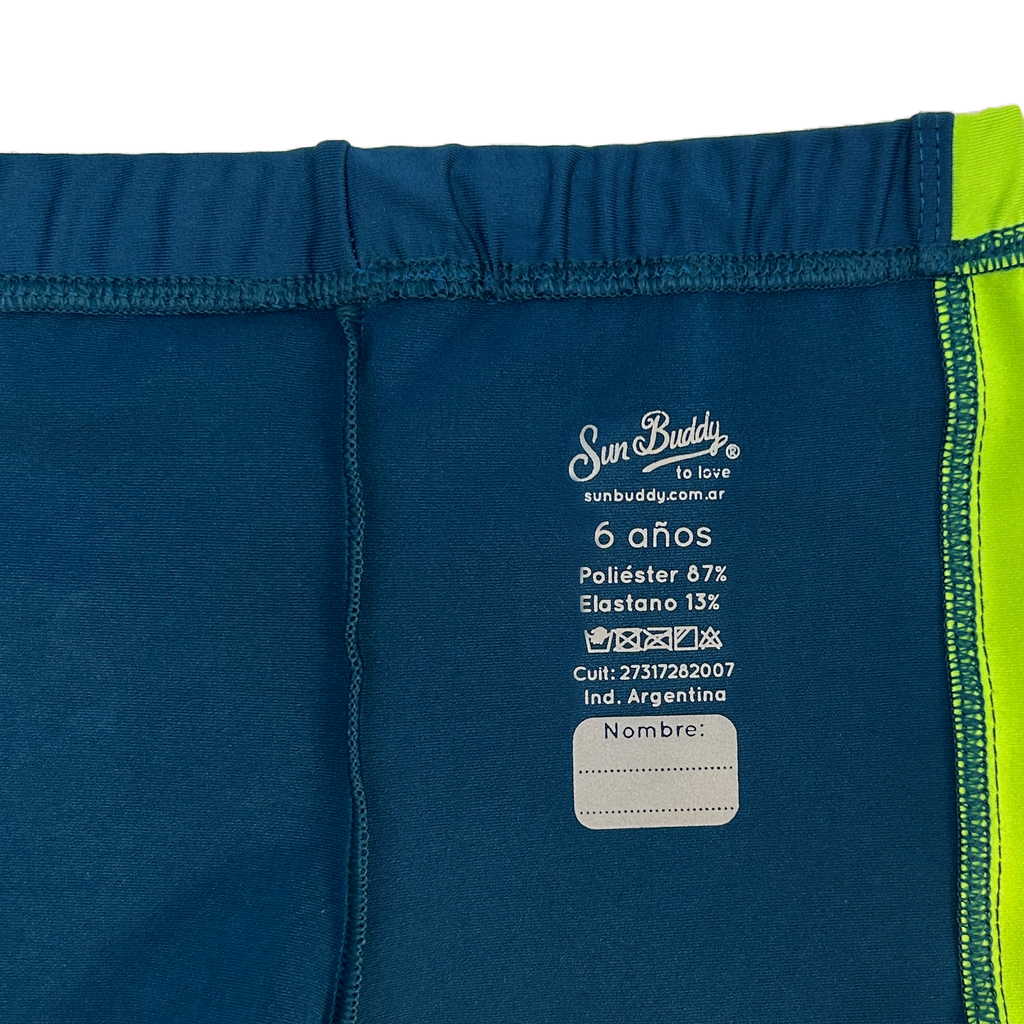 Sun Buddy®
to love
sunbuddy.com.ar
6 años
Poliéster 87%
Elastano 13%
Cuit: 27317282007
Ind. Argentina
Nombre: